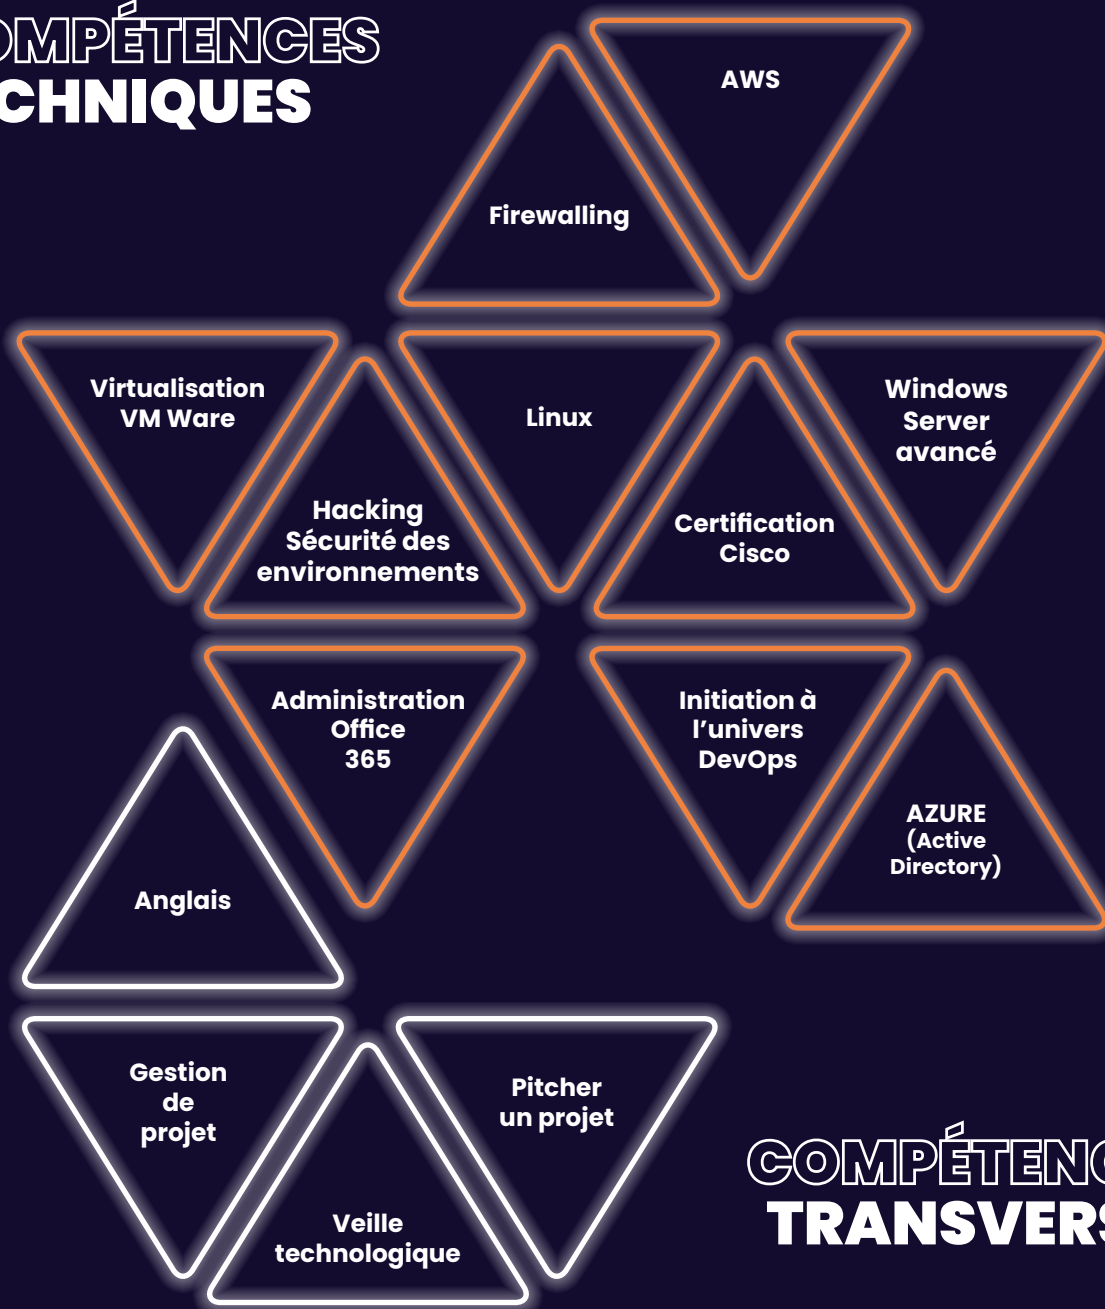 OMPÉTENCES
CHNIQUES
AWS
Firewalling
Virtualisation
VM Ware
Linux
Windows
Server
avancé
Hacking
Sécurité des
environnements
Certification
Cisco
Administration
Office
365
Initiation à
l’univers
DevOps
AZURE
(Active
Directory)
Anglais
Gestion
de
projet
Pitcher
un projet
Veille
technologique
COMPÉTENC
TRANSVERS